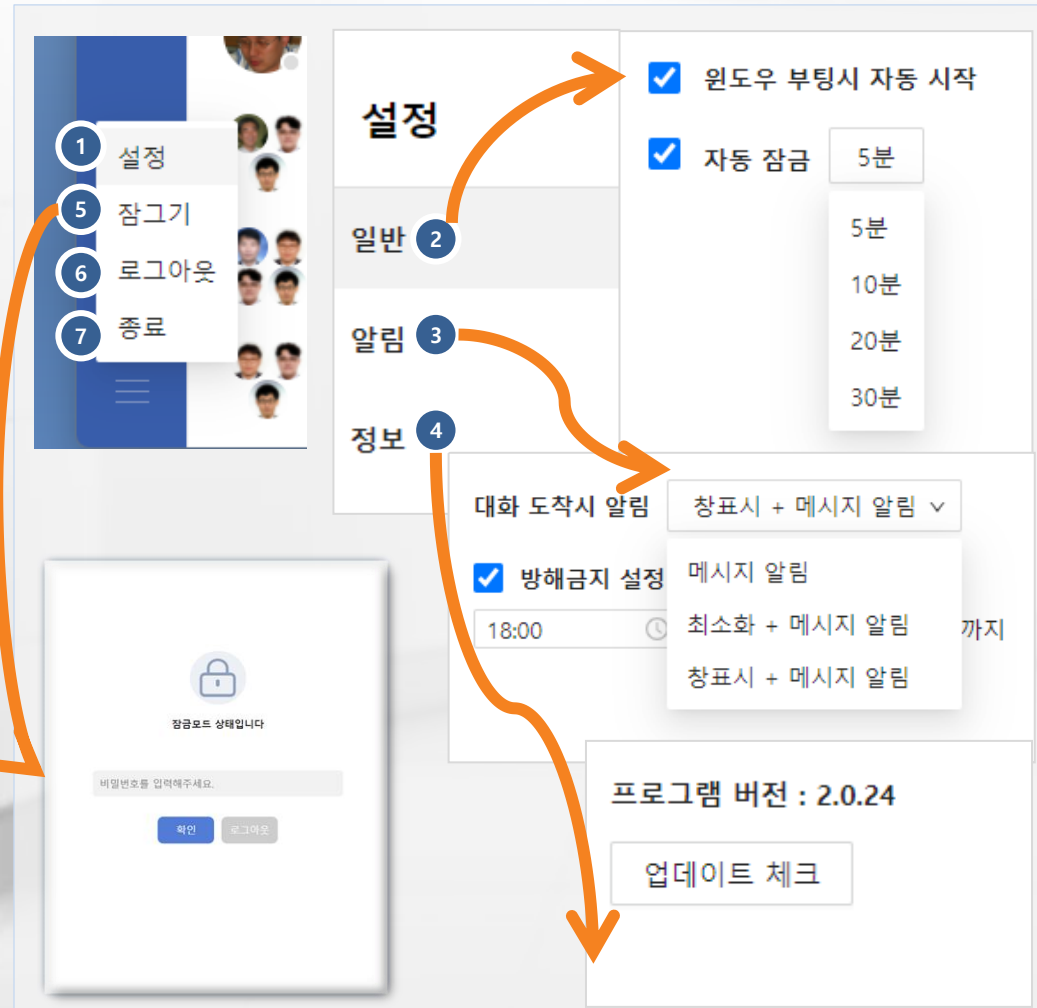 1 설정
5 잠그기
6 로그아웃
7 종료
설정
일반 2
알림 3
정보 4
윈도우 부팅시 자동 시작
자동 잠금 5분
5분
10분
20분
30분
대화 도착시 알림 창표시 + 메시지 알림
방해금지 설정
18:00 까지
메시지 알림
최소화 + 메시지 알림
창표시 + 메시지 알림
잠금모드 상태입니다
비밀번호를 입력해주세요.
확인 로그아웃
프로그램 버전 : 2.0.24
업데이트 체크